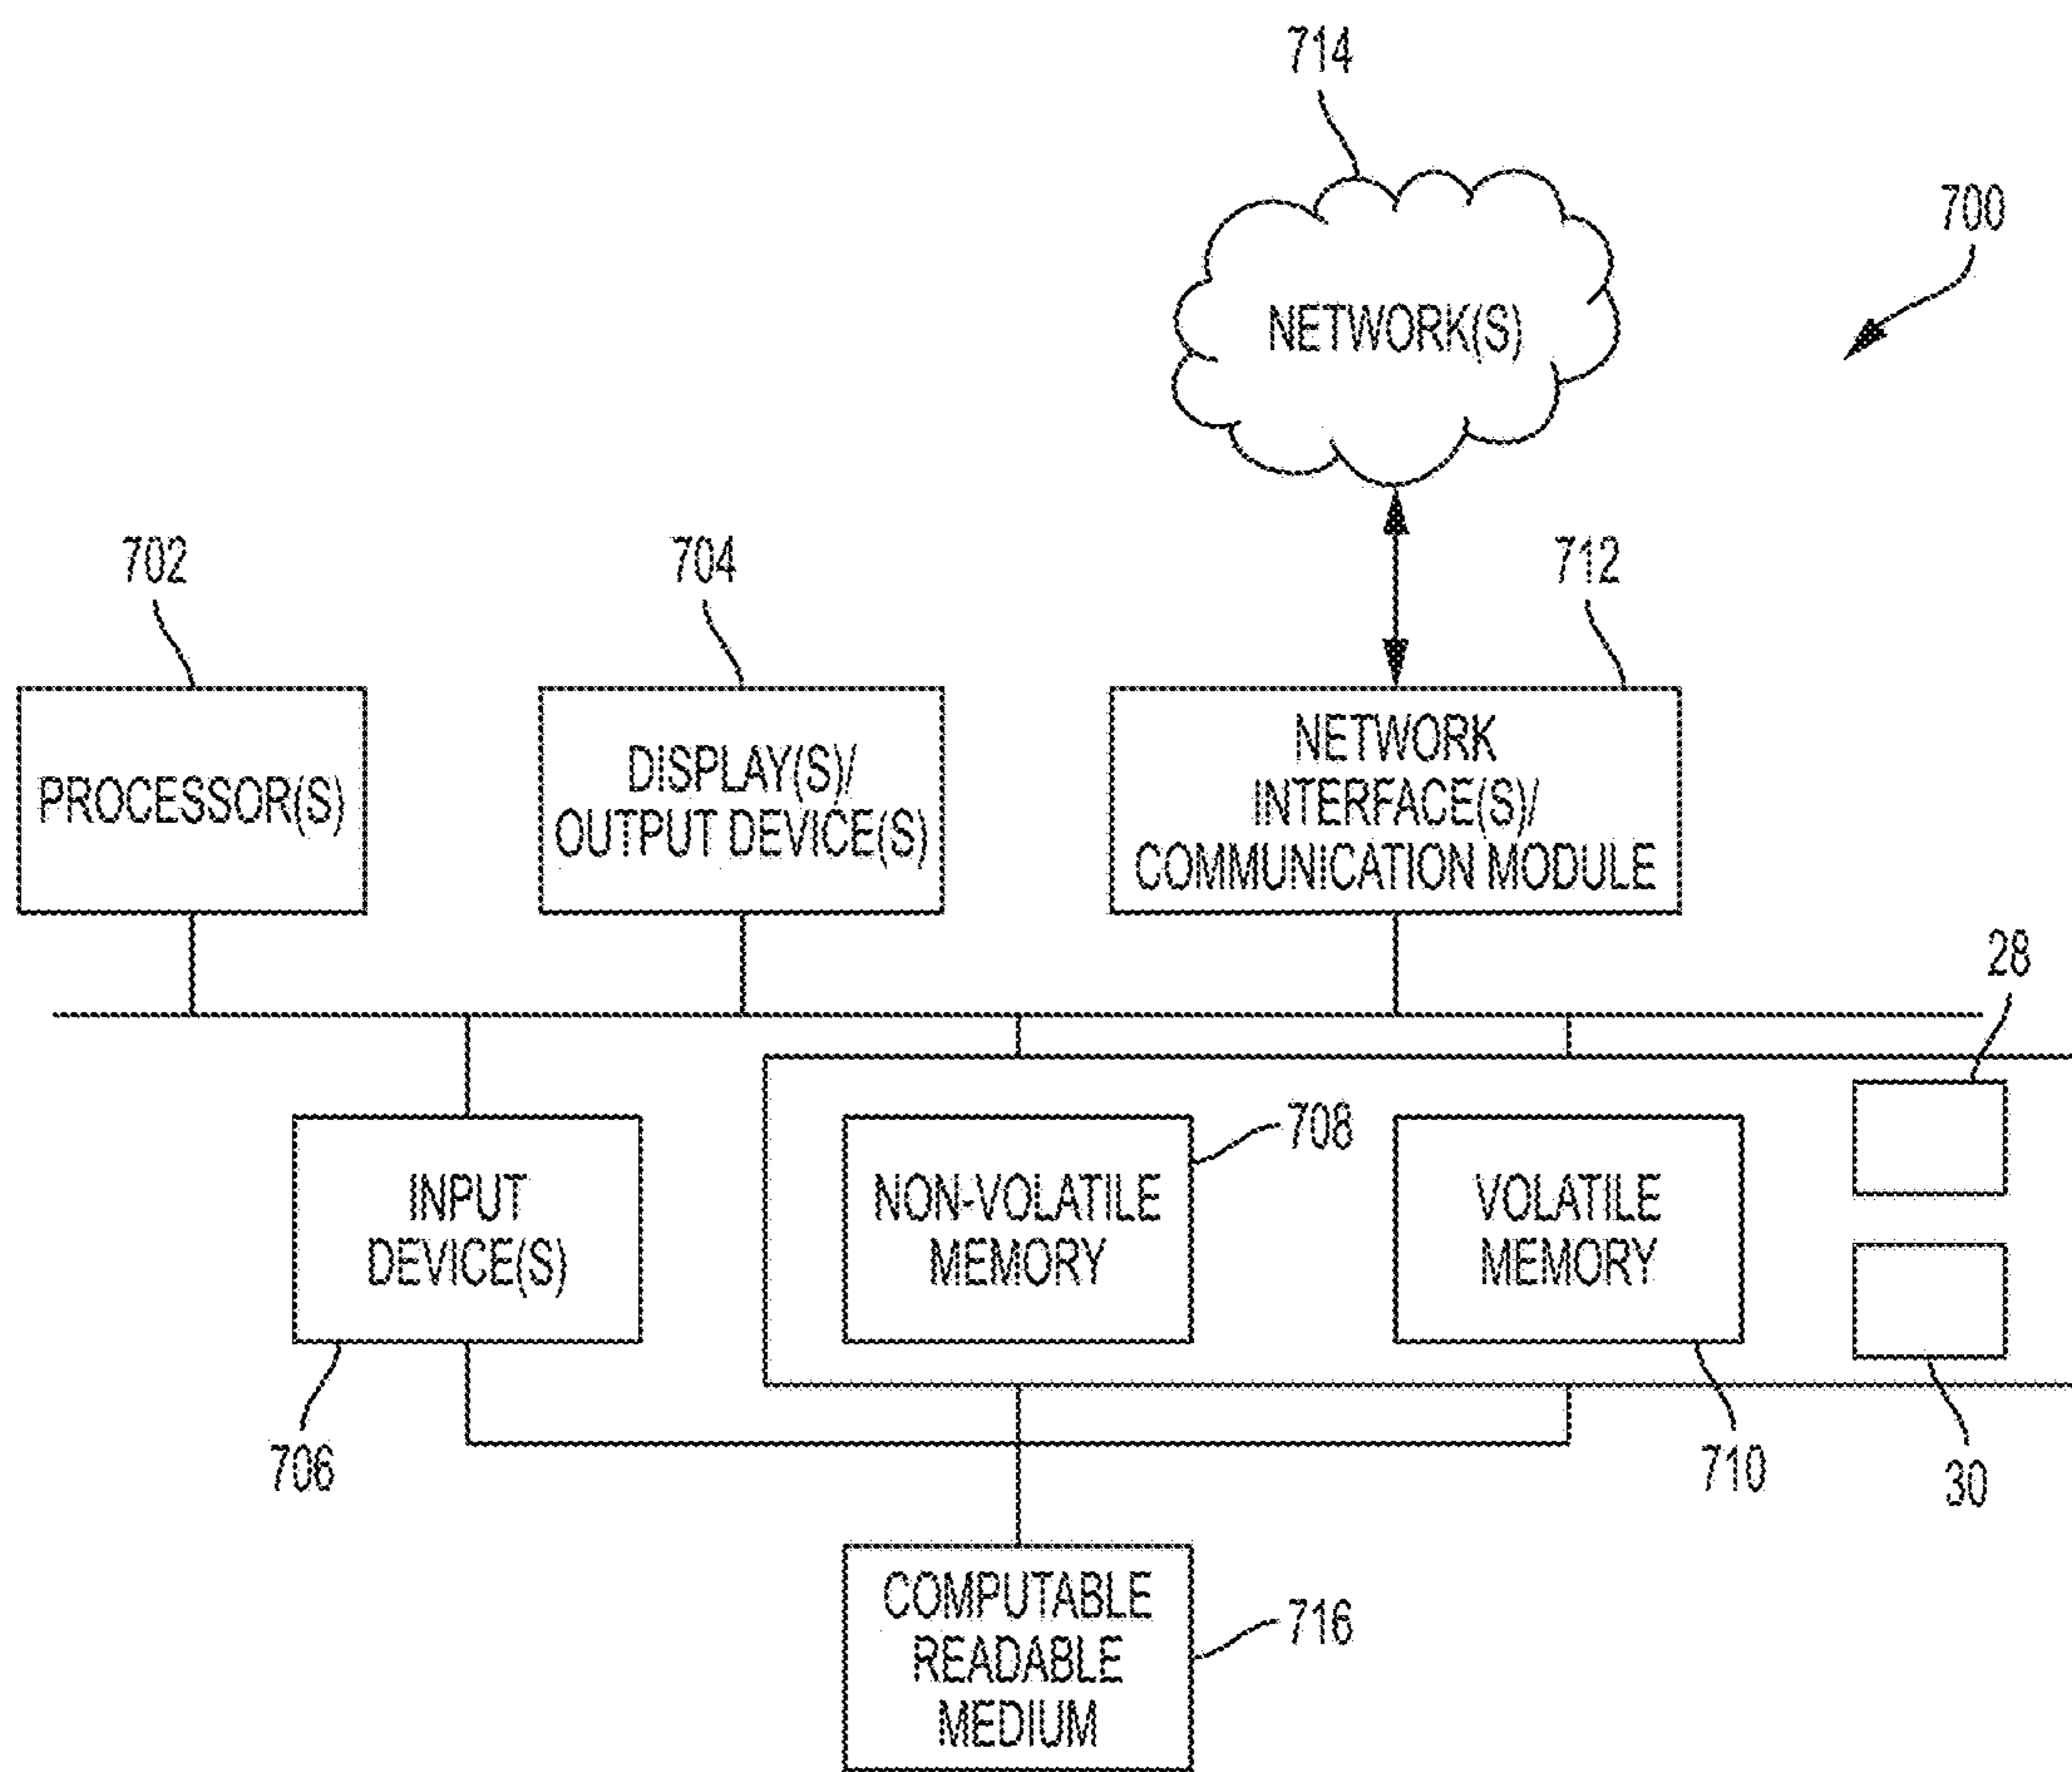 714
700
NETWORK(S)
702
704
712
PROCESSOR(S)
DISPLAY(S)/
OUTPUT DEVICE(S)
NETWORK
INTERFACE(S)/
COMMUNICATION MODULE
28
708
INPUT
DEVICE(S)
NON-VOLATILE
MEMORY
VOLATILE
MEMORY
706
710
30
COMPUTABLE
READABLE
MEDIUM
716